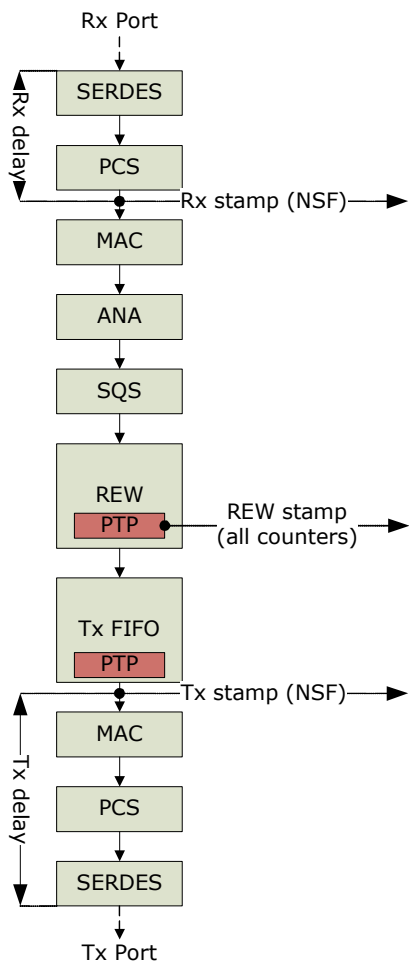 Rx Port
SERDES
Rx delay
PCS
Rx stamp (NSF)
MAC
ANA
SQS
REW
PTP
REW stamp
(all counters)
Tx FIFO
PTP
Tx stamp (NSF)
MAC
Tx delay
PCS
SERDES
Tx Port